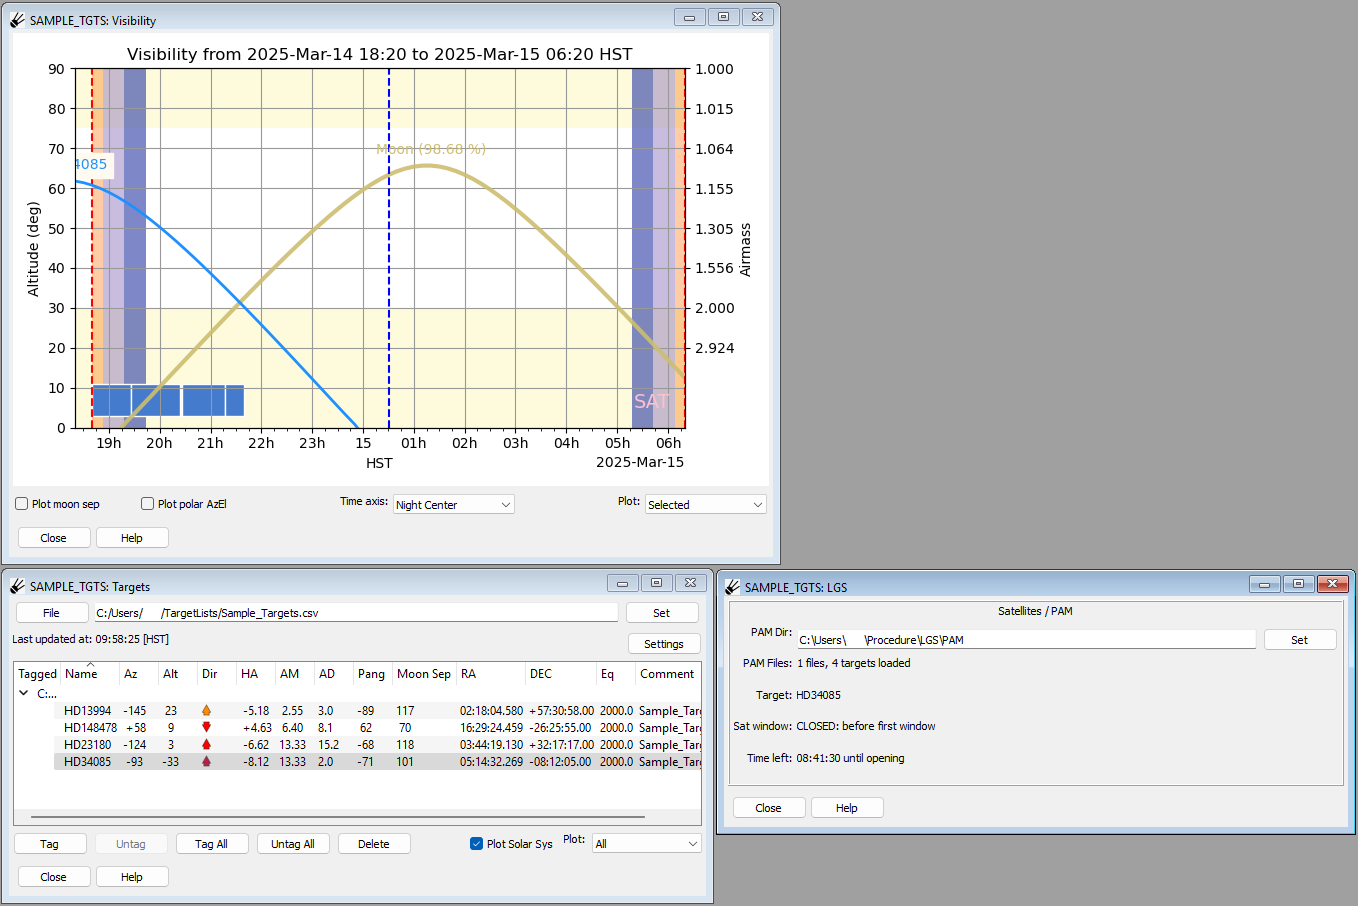 SAMPLE_TGTS: Visibility
Visibility from 2025-Mar-14 18:20 to 2025-Mar-15 06:20 HST
90
80
70
60
50
40
30
20
10
0
Altitude (deg)
1.000
1.015
1.064
1.155
1.305
1.556
2.000
2.924
Airmass
4085
Moon (98.68 %)
SAT
19h 20h 21h 22h 23h 15 01h 02h 03h 04h 05h 06h
HST
2025-Mar-15
Plot moon sep Plot polar AzEl Time axis: Night Center Plot: Selected
Close Help
SAMPLE_TGTS: Targets
File C:/Users/ /TargetLists/Sample_Targets.csv Set
Last updated at: 09:58:25 [HST]
Settings
Tagged Name Az Alt Dir HA AM AD Pang Moon Sep RA DEC Eq Comment
C:...
HD13994 -145 23 -5.18 2.55 3.0 -89 117 02:18:04.580 +57:30:58.00 2000.0 Sample_Tar
HD148478 +58 9 +4.63 6.40 8.1 62 70 16:29:24.459 -26:25:55.00 2000.0 Sample_Tar
HD23180 -124 3 -6.62 13.33 15.2 -68 118 03:44:19.130 +32:17:17.00 2000.0 Sample_Tar
HD34085 -93 -33 -8.12 13.33 2.0 -71 101 05:14:32.269 -08:12:05.00 2000.0 Sample_Tar
Tag Untag Tag All Untag All Delete Plot Solar Sys Plot: All
Close Help
SAMPLE_TGTS: LGS
Satellites / PAM
PAM Dir: C:\Users\ \Procedure\LGS\PAM Set
PAM Files: 1 files, 4 targets loaded
Target: HD34085
Sat window: CLOSED: before first window
Time left: 08:41:30 until opening
Close Help